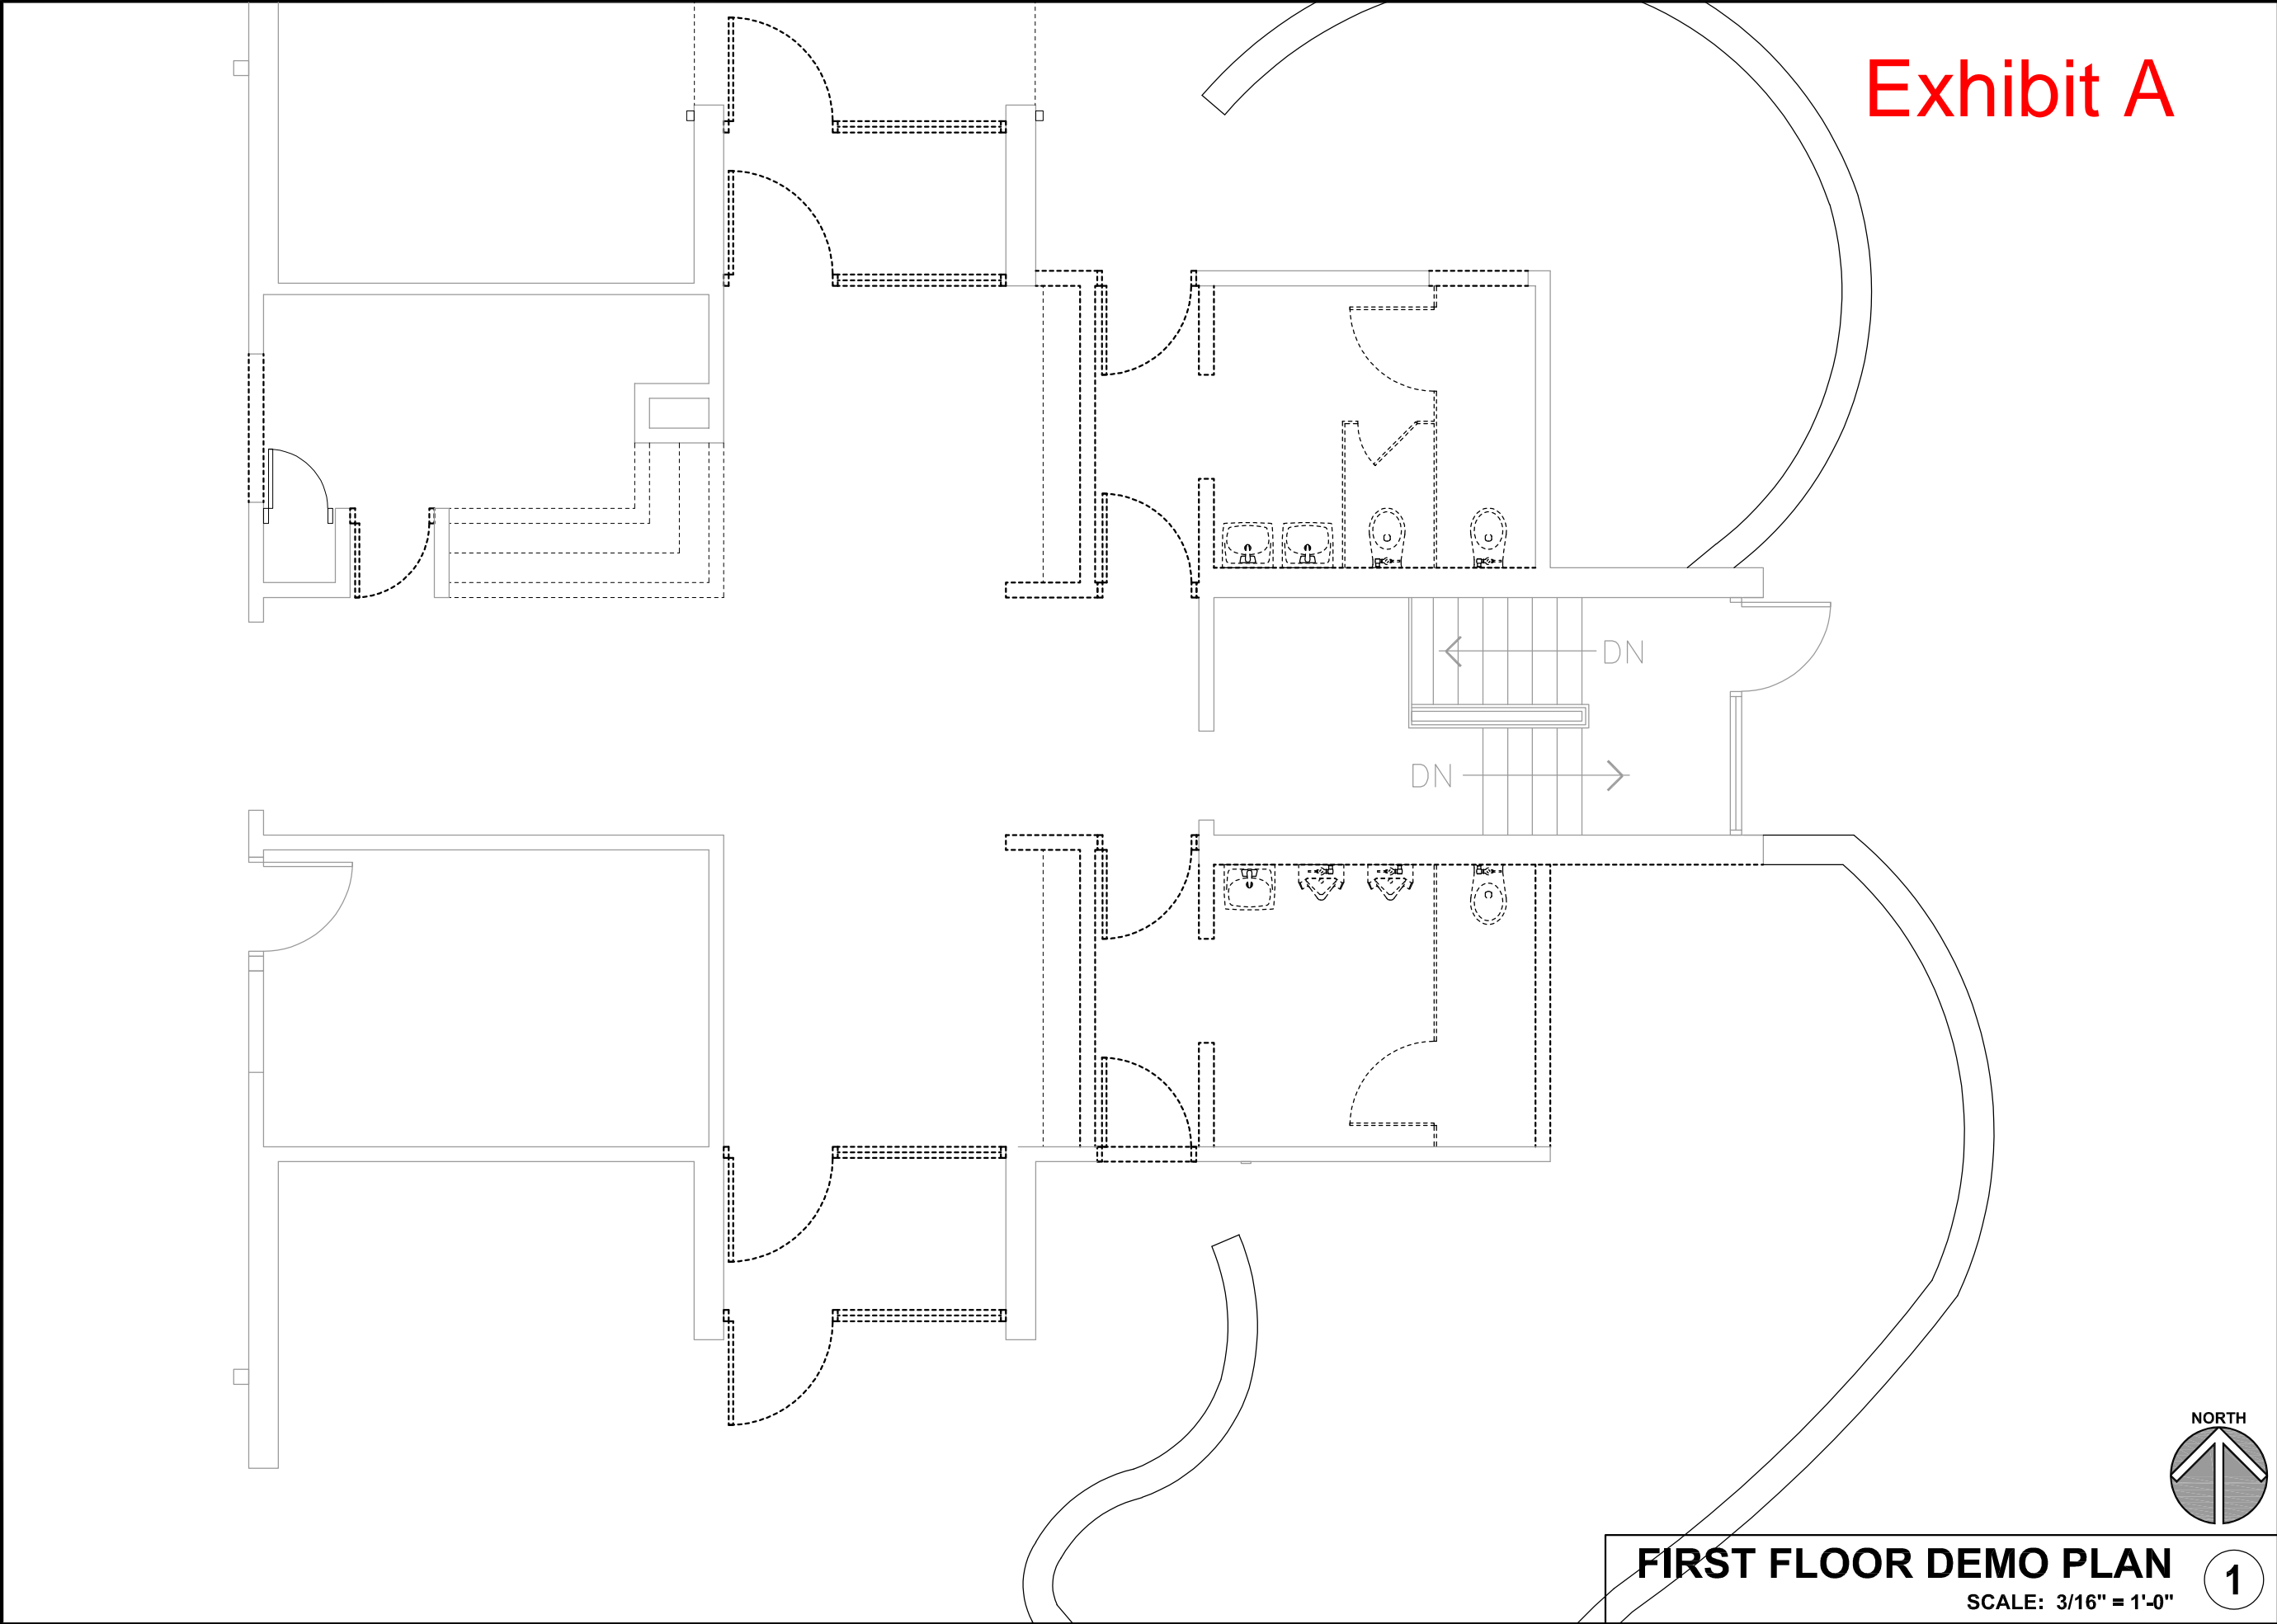 Exhibit A
DN
DN
NORTH
FIRST FLOOR DEMO PLAN
1
SCALE: 3/16" = 1'-0"